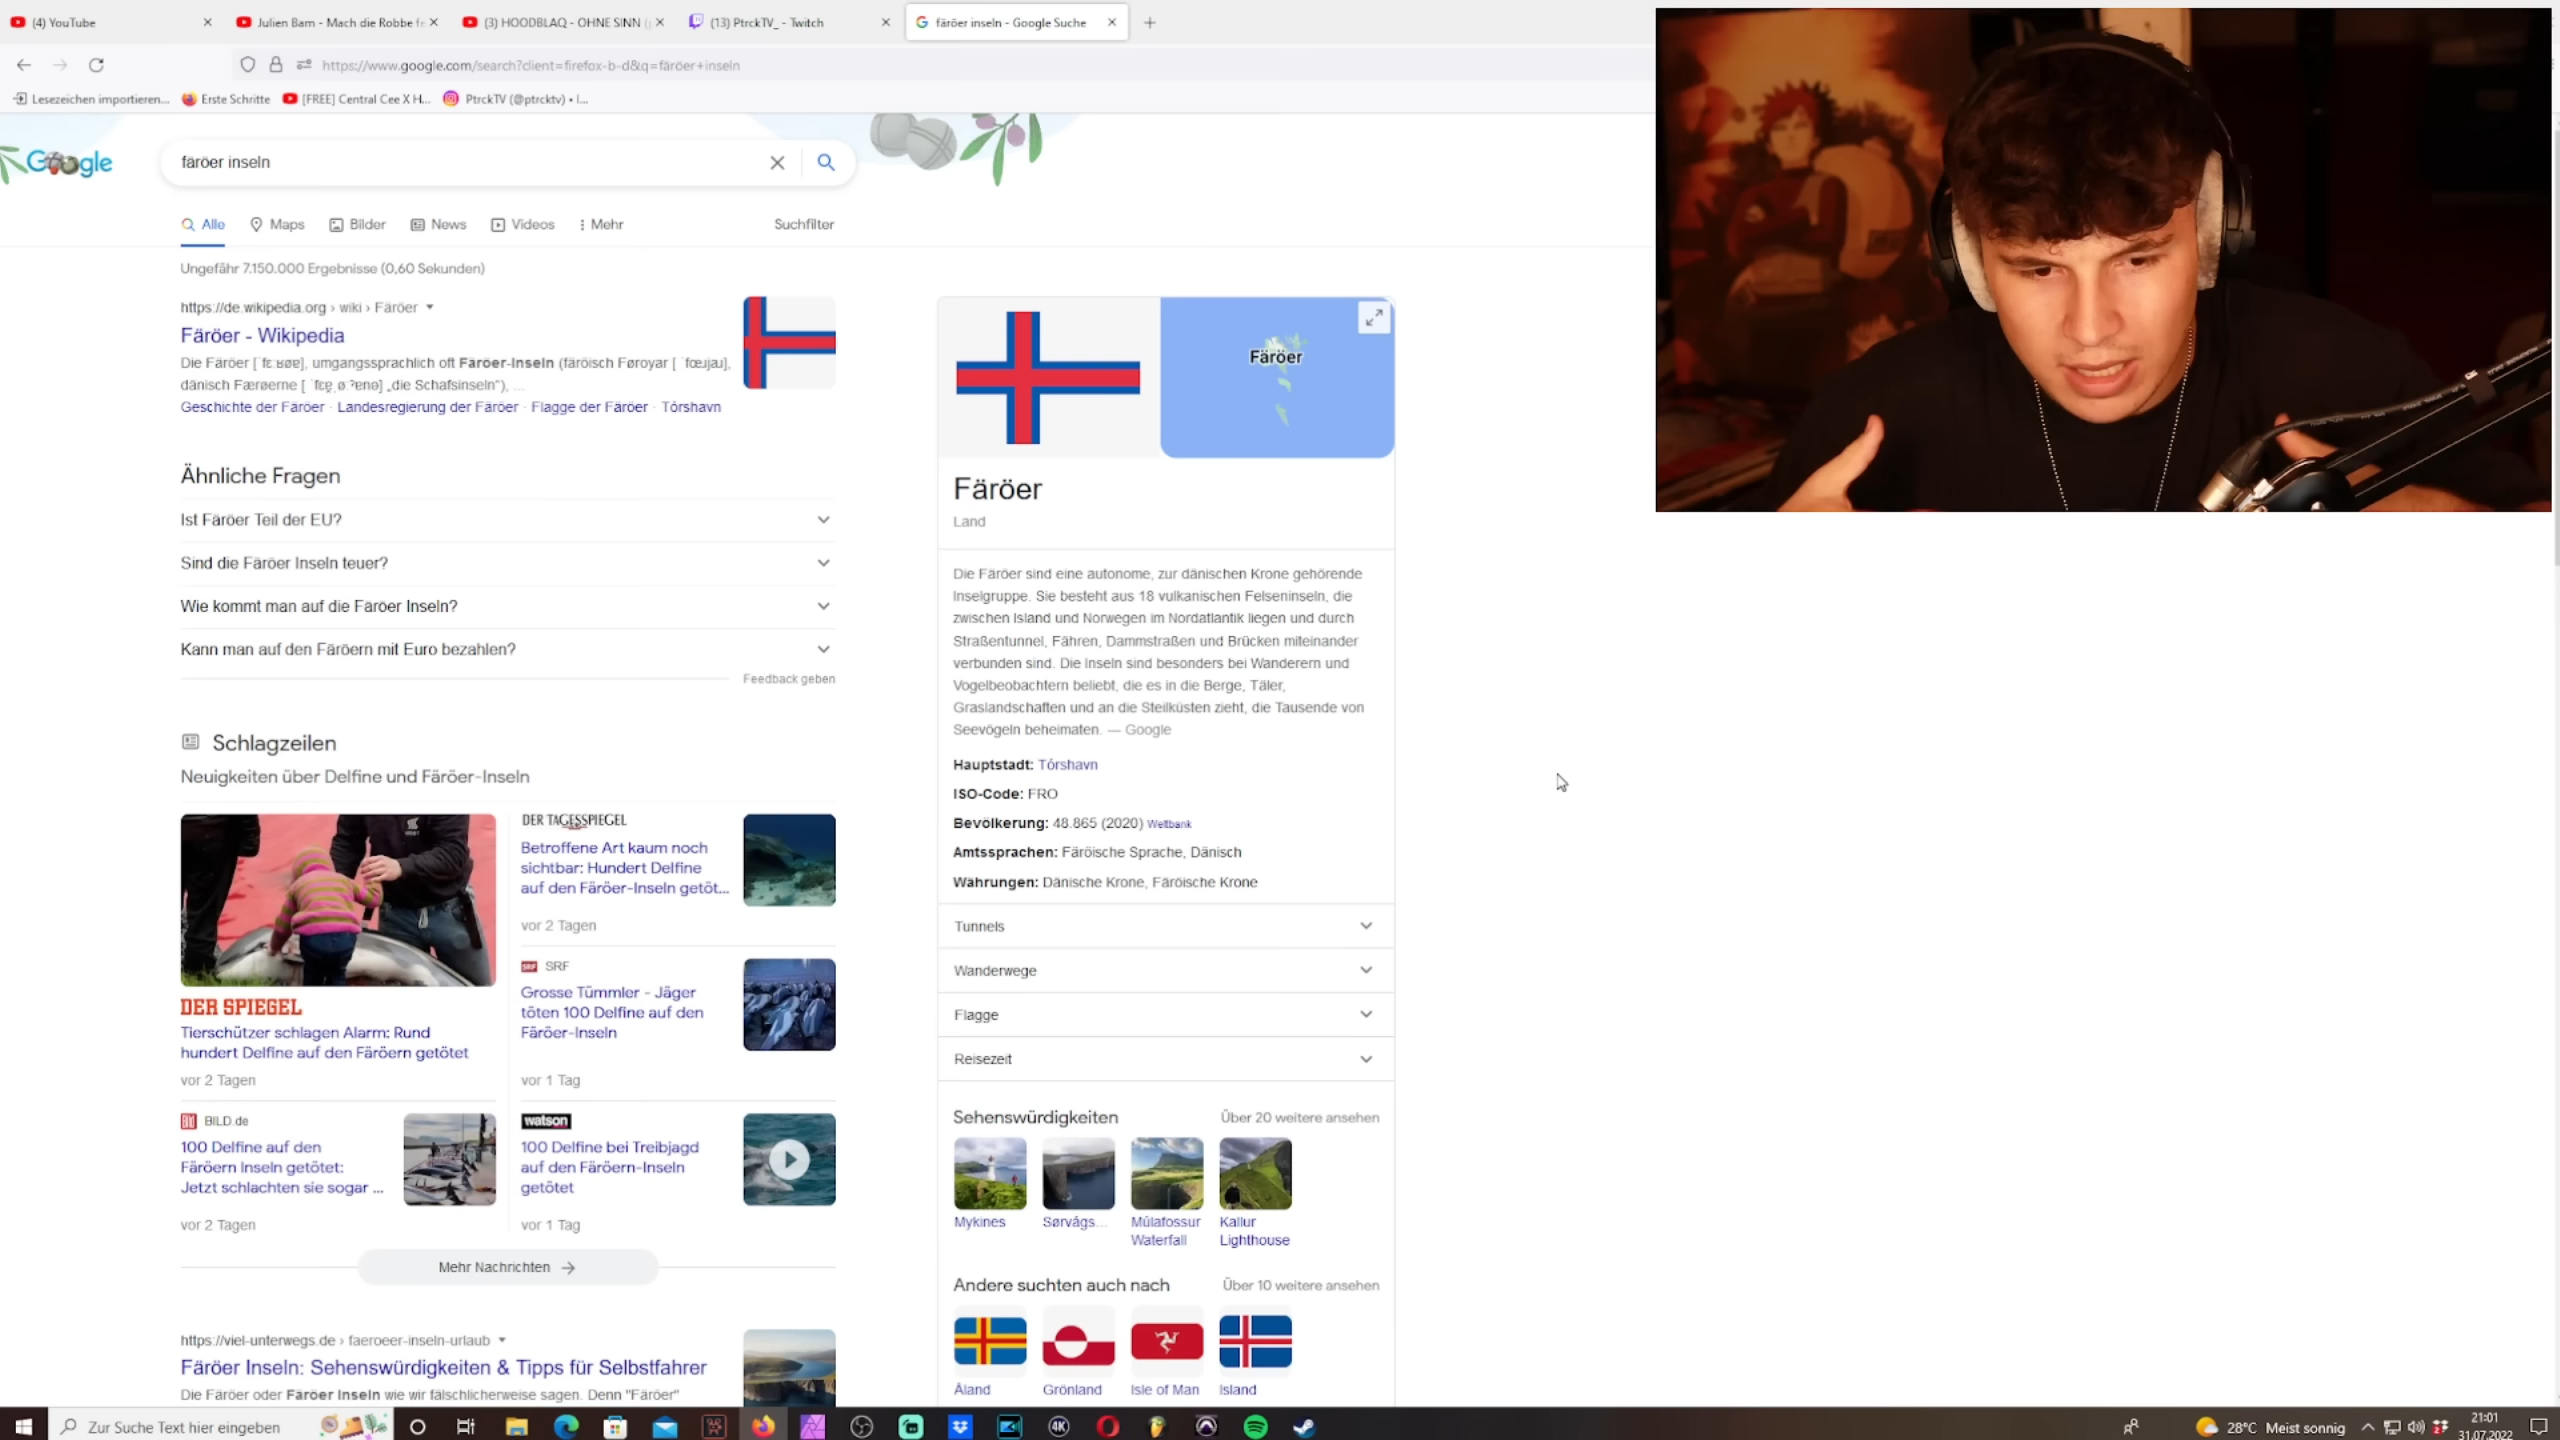 (4) YouTube
Julien Bam - Mach die Robbe
(3) HOODBLAQ - OHNE SINN (
(13) PtrckTV_ - Twitch
färöer inseln - Google Suche
https://www.google.com/search?client=firefox-b-d&q=färöer+inseln
Lesezeichen importieren...
Erste Schritte
[FREE] Central Cee X H...
PtrckTV (@ptrcktv) • I...
Google
färöer inseln
Alle
Maps
Bilder
News
Videos
Mehr
Suchfilter
Ungefähr 7.150.000 Ergebnisse (0,60 Sekunden)
https://de.wikipedia.org › wiki › Färöer
Färöer - Wikipedia
Die Färöer umgangssprachlich oft Färöer-Inseln (färöisch Føroyar
dänisch Færøerne „die Schafsinseln"), ...
Geschichte der Färöer · Landesregierung der Färöer · Flagge der Färöer · Tórshavn
Ähnliche Fragen
Ist Färöer Teil der EU?
Sind die Färöer Inseln teuer?
Wie kommt man auf die Färöer Inseln?
Kann man auf den Färöern mit Euro bezahlen?
Feedback geben
Schlagzeilen
Neuigkeiten über Delfine und Färöer-Inseln
DER SPIEGEL
Tierschützer schlagen Alarm: Rund
hundert Delfine auf den Färöern getötet
vor 2 Tagen
DER TAGESSPIEGEL
Betroffene Art kaum noch
sichtbar: Hundert Delfine
auf den Färöer-Inseln getöt...
vor 2 Tagen
SRF SRF
Grosse Tümmler - Jäger
töten 100 Delfine auf den
Färöer-Inseln
vor 1 Tag
BILD.de
100 Delfine auf den
Färöern Inseln getötet:
Jetzt schlachten sie sogar ...
vor 2 Tagen
watson
100 Delfine bei Treibjagd
auf den Färöern-Inseln
getötet
vor 1 Tag
Mehr Nachrichten
https://viel-unterwegs.de › faeroeer-inseln-urlaub
Färöer Inseln: Sehenswürdigkeiten & Tipps für Selbstfahrer
Die Färöer oder Färöer Inseln wie wir fälschlicherweise sagen. Denn "Färöer"
Färöer
Färöer
Land
Die Färöer sind eine autonome, zur dänischen Krone gehörende
Inselgruppe. Sie besteht aus 18 vulkanischen Felseninseln, die
zwischen Island und Norwegen im Nordatlantik liegen und durch
Straßentunnel, Fähren, Dammstraßen und Brücken miteinander
verbunden sind. Die Inseln sind besonders bei Wanderern und
Vogelbeobachtern beliebt, die es in die Berge, Täler,
Graslandschaften und an die Steilküsten zieht, die Tausende von
Seevögeln beheimaten. — Google
Hauptstadt: Tórshavn
ISO-Code: FRO
Bevölkerung: 48.865 (2020) Weltbank
Amtssprachen: Färöische Sprache, Dänisch
Währungen: Dänische Krone, Färöische Krone
Tunnels
Wanderwege
Flagge
Reisezeit
Sehenswürdigkeiten
Über 20 weitere ansehen
Mykines
Sørvágs...
Múlafossur
Waterfall
Kallur
Lighthouse
Andere suchten auch nach
Über 10 weitere ansehen
Åland
Grönland
Isle of Man
Island
Zur Suche Text hier eingeben
4K
28°C Meist sonnig
21:01
31.07.2022